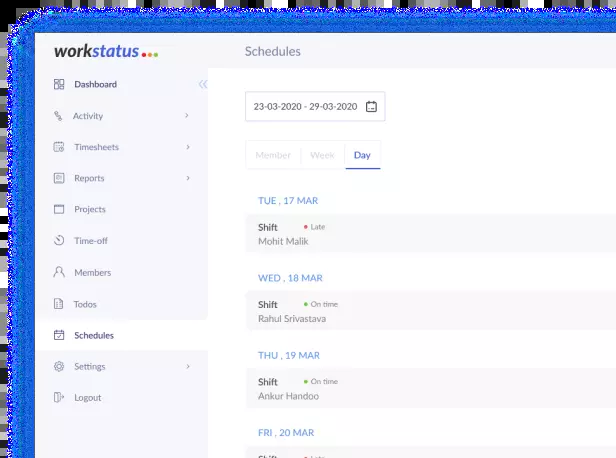 workstatus
Schedules
Dashboard
23-03-2020 - 29-03-2020
Activity
Timesheets
Member Week Day
Reports
TUE , 17 MAR
Projects
Shift Late
Mohit Malik
Time-off
Members
WED , 18 MAR
Todos
Shift On time
Rahul Srivastava
Schedules
THU , 19 MAR
Settings
Shift On time
Ankur Handoo
Logout
FRI , 20 MAR
Shift Late